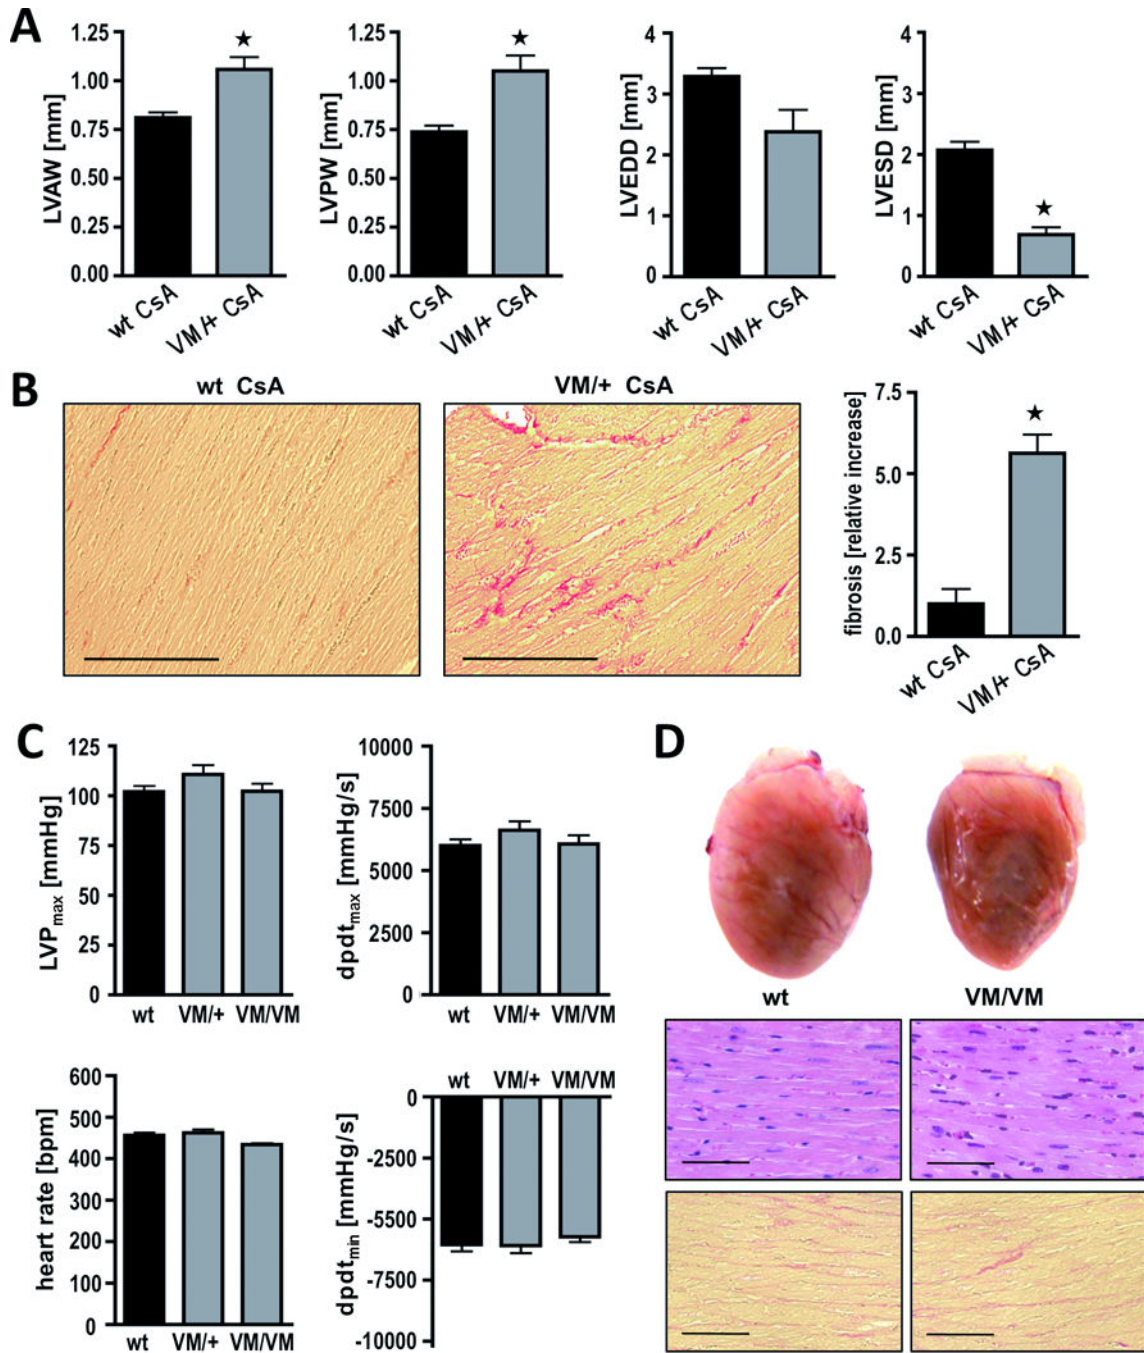 A
LVAW [mm]
1.25
1.00
0.75
0.50
0.25
0.00
★
wt CsA
VM/+ CsA
LVPW [mm]
1.25
1.00
0.75
0.50
0.25
0.00
★
wt CsA
VM/+ CsA
LVEDD [mm]
4
3
2
1
0
wt CsA
VM/+ CsA
LVESD [mm]
4
3
2
1
0
★
wt CsA
VM/+ CsA
B
wt CsA
VM/+ CsA
fibrosis [relative increase]
7.5
5.0
2.5
0.0
★
wt CsA
VM/+ CsA
C
LVPmax [mmHg]
125
100
75
50
25
0
wt VM/+ VM/VM
dpdtmax [mmHg/s]
10000
7500
5000
2500
0
wt VM/+ VM/VM
heart rate [bpm]
600
500
400
300
200
100
0
wt VM/+ VM/VM
dpdtmin [mmHg/s]
wt VM/+ VM/VM
0
-2500
-5500
-7500
-10000
D
wt
VM/VM